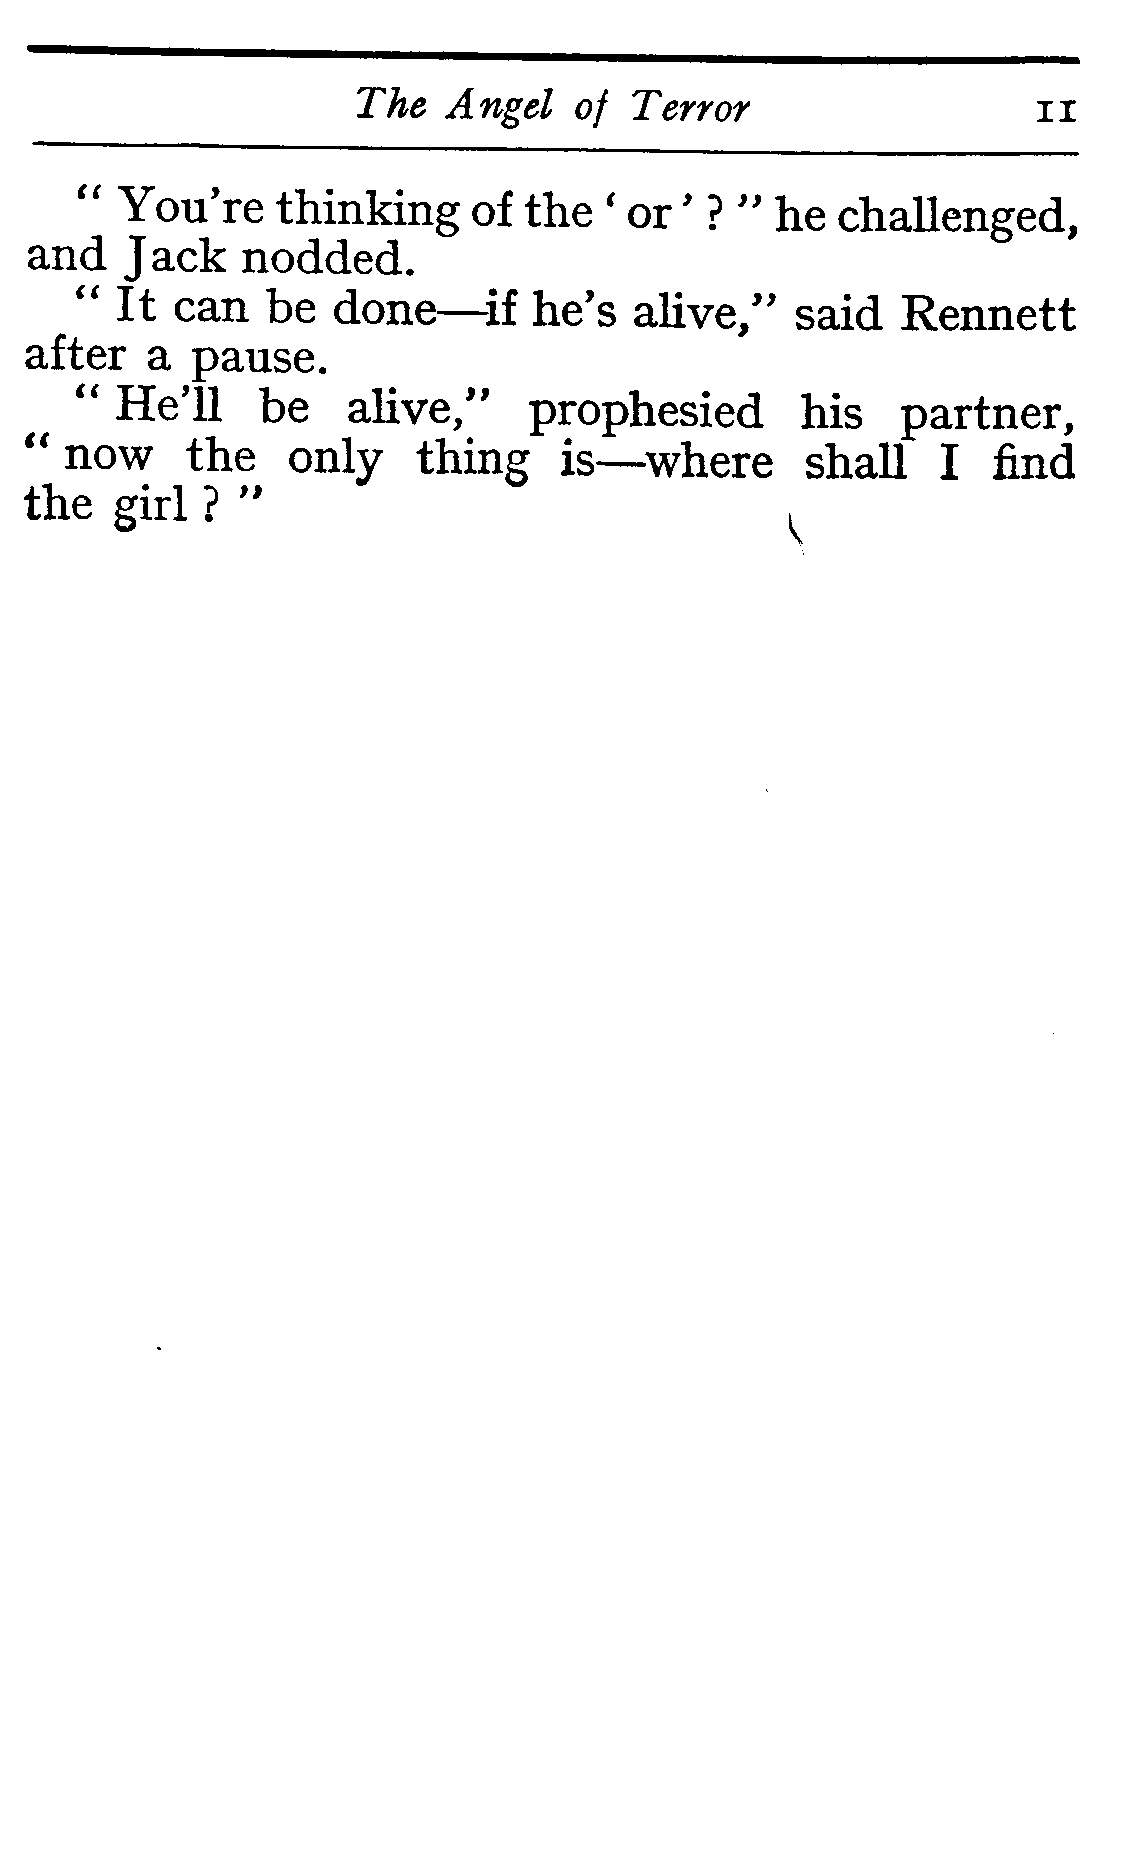 The Angel of Terror 11
“ You're thinking of the ‘ or ’ ? ” he challenged,
and Jack nodded.
“ It can be done—if he's alive,” said Rennett
after a pause.
“ He'll be alive,” prophesied his partner,
“ now the only thing is—where shall I find
the girl ? ”